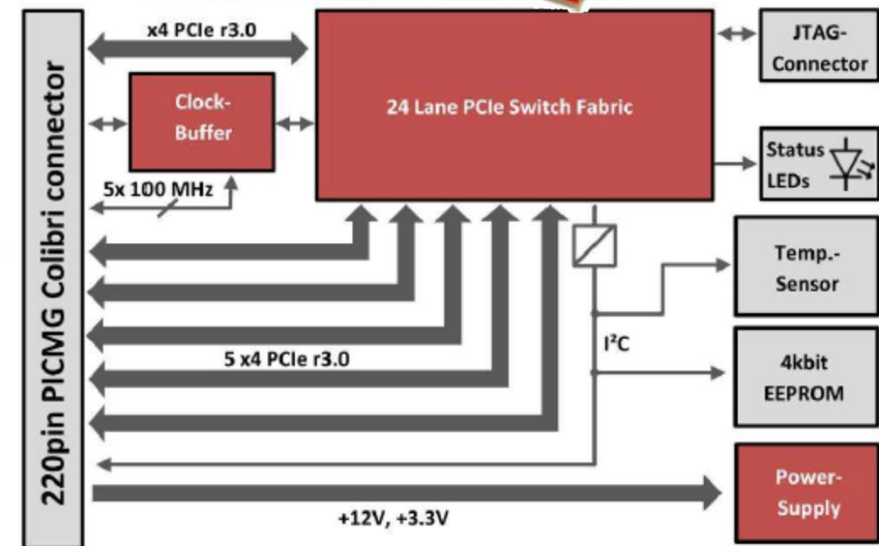 x4 PCIe r3.0
24 Lane PCIe Switch Fabric
JTAG-
Connector
Clock-
Buffer
Status
LEDs
5x 100 MHz
220pin PICMG Colibri connector
Temp.-
Sensor
I²C
5 x4 PCIe r3.0
4kbit
EEPROM
Power-
Supply
+12V, +3.3V